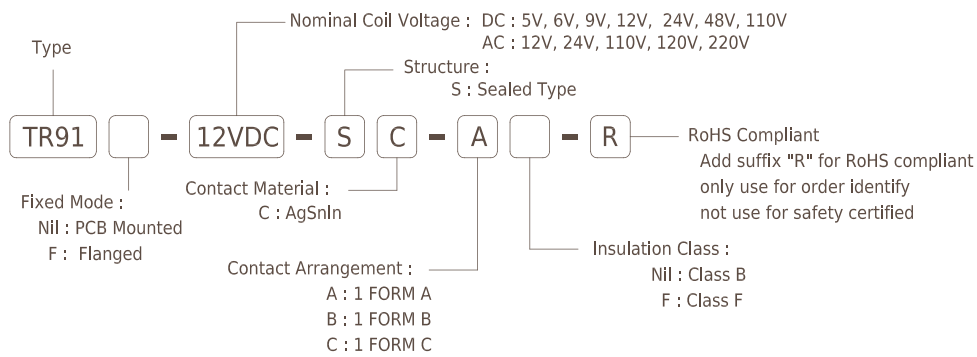 Nominal Coil Voltage : DC : 5V, 6V, 9V, 12V, 24V, 48V, 110V
AC : 12V, 24V, 110V, 120V, 220V
Type
Structure :
S : Sealed Type
TR91 - 12VDC - S C - A - R
RoHS Compliant
Add suffix "R" for RoHS compliant
only use for order identify
not use for safety certified
Contact Material :
C : AgSnIn
Fixed Mode :
Nil : PCB Mounted
F : Flanged
Insulation Class :
Nil : Class B
F : Class F
Contact Arrangement :
A : 1 FORM A
B : 1 FORM B
C : 1 FORM C